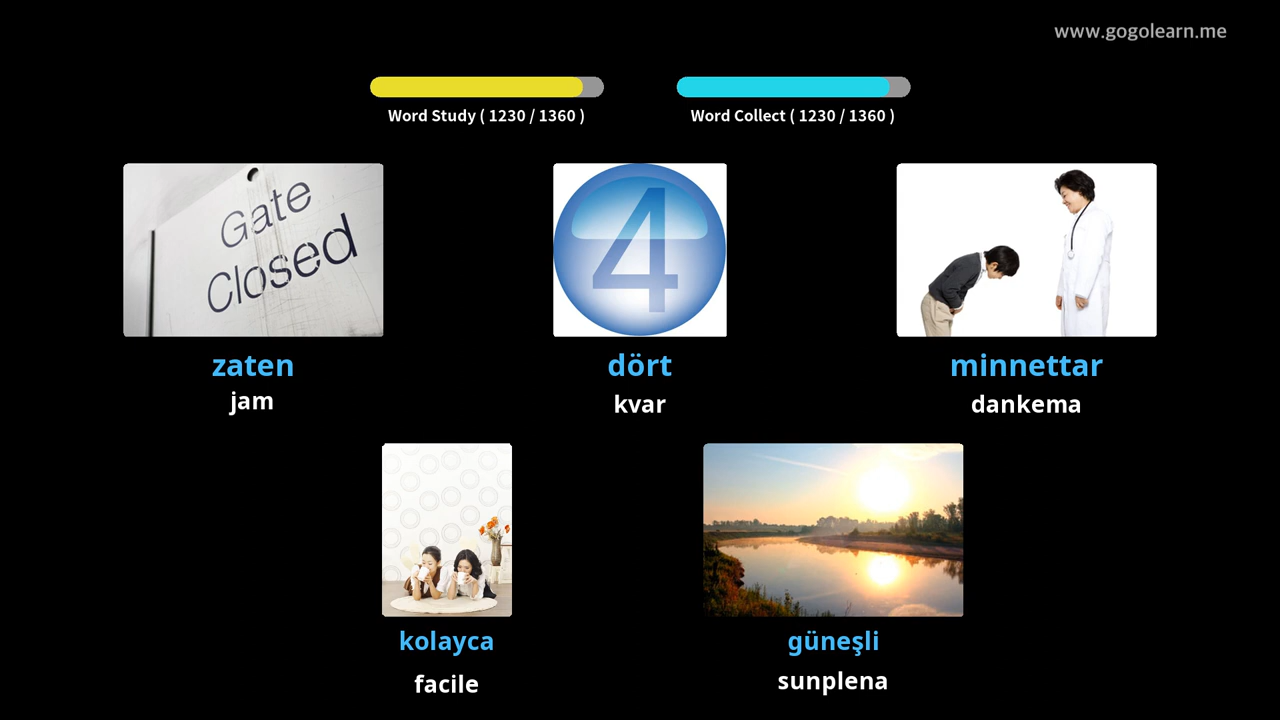 www.gogolearn.me
Word Study ( 1230 / 1360 )
Word Collect ( 1230 / 1360 )
Gate
Closed
4
zaten
jam
dört
kvar
minnettar
dankema
kolayca
facile
güneşli
sunplena